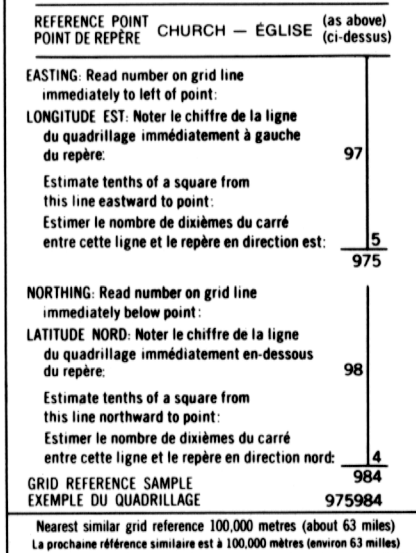 REFERENCE POINT CHURCH — ÉGLISE (as above)
POINT DE REPÈRE (ci-dessus)
EASTING: Read number on grid line
immediately to left of point:
LONGITUDE EST: Noter le chiffre de la ligne
du quadrillage immédiatement à gauche
du repère: 97
Estimate tenths of a square from
this line eastward to point:
Estimer le nombre de dixièmes du carré
entre cette ligne et le repère en direction est: 5
975
NORTHING: Read number on grid line
immediately below point:
LATITUDE NORD: Noter le chiffre de la ligne
du quadrillage immédiatement en-dessous
du repère: 98
Estimate tenths of a square from
this line northward to point:
Estimer le nombre de dixièmes du carré
entre cette ligne et le repère en direction nord: 4
984
GRID REFERENCE SAMPLE
EXEMPLE DU QUADRILLAGE 975984
Nearest similar grid reference 100,000 metres (about 63 miles)
La prochaine référence similaire est à 100,000 mètres (environ 63 milles)